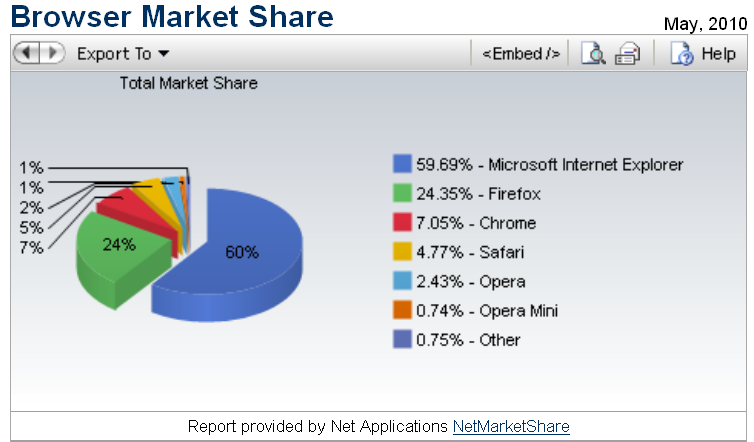 Browser Market Share
May, 2010
Export To
<Embed />
Help
Total Market Share
1%
1%
2%
5%
7%
24%
60%
59.69% - Microsoft Internet Explorer
24.35% - Firefox
7.05% - Chrome
4.77% - Safari
2.43% - Opera
0.74% - Opera Mini
0.75% - Other
Report provided by Net Applications NetMarketShare